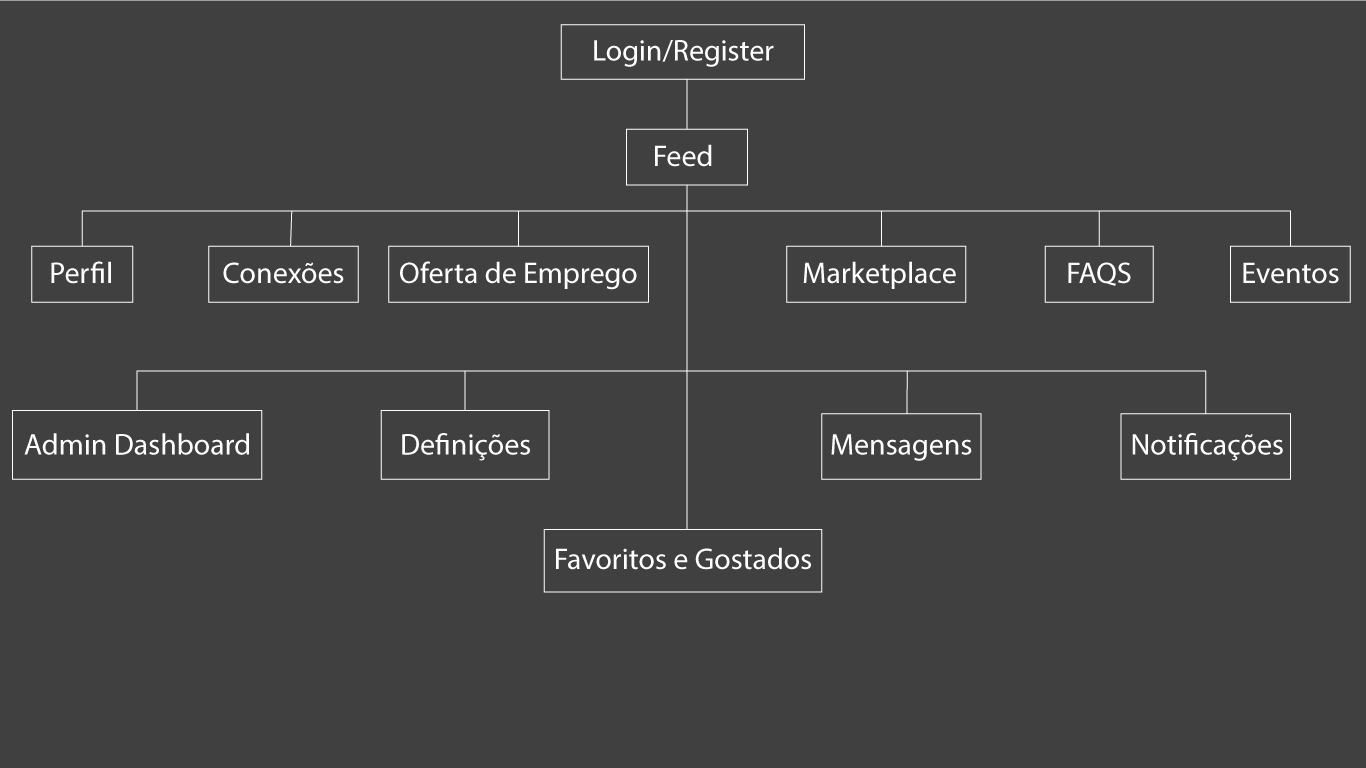 Login/Register
Feed
Perfil
Conexões
Oferta de Emprego
Marketplace
FAQS
Eventos
Admin Dashboard
Definições
Mensagens
Notificações
Favoritos e Gostados